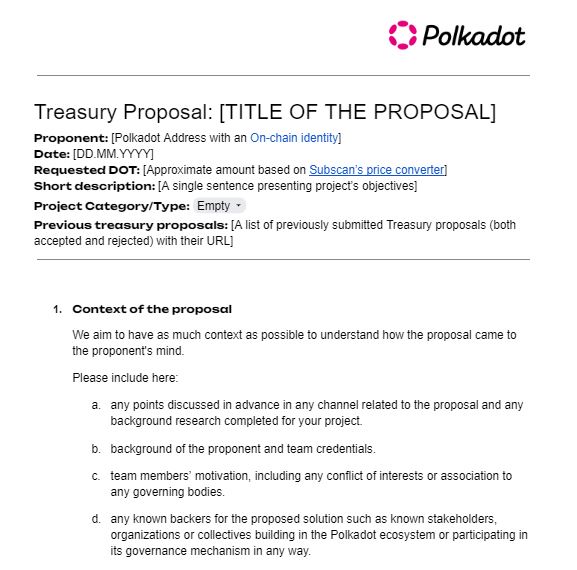 Polkadot
Treasury Proposal: [TITLE OF THE PROPOSAL]
Proponent: [Polkadot Address with an On-chain identity]
Date: [DD.MM.YYYY]
Requested DOT: [Approximate amount based on Subscan's price converter]
Short description: [A single sentence presenting project's objectives]
Project Category/Type: Empty
Previous treasury proposals: [A list of previously submitted Treasury proposals (both
accepted and rejected) with their URL]
1. Context of the proposal
We aim to have as much context as possible to understand how the proposal came to
the proponent's mind.
Please include here:
a. any points discussed in advance in any channel related to the proposal and any
background research completed for your project.
b. background of the proponent and team credentials.
c. team members' motivation, including any conflict of interests or association to
any governing bodies.
d. any known backers for the proposed solution such as known stakeholders,
organizations or collectives building in the Polkadot ecosystem or participating in
its governance mechanism in any way.